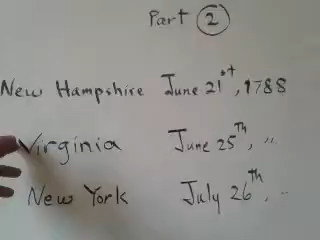 Part 2
New Hampshire June 21st, 1788
Virginia June 25th, "
New York July 26th, "